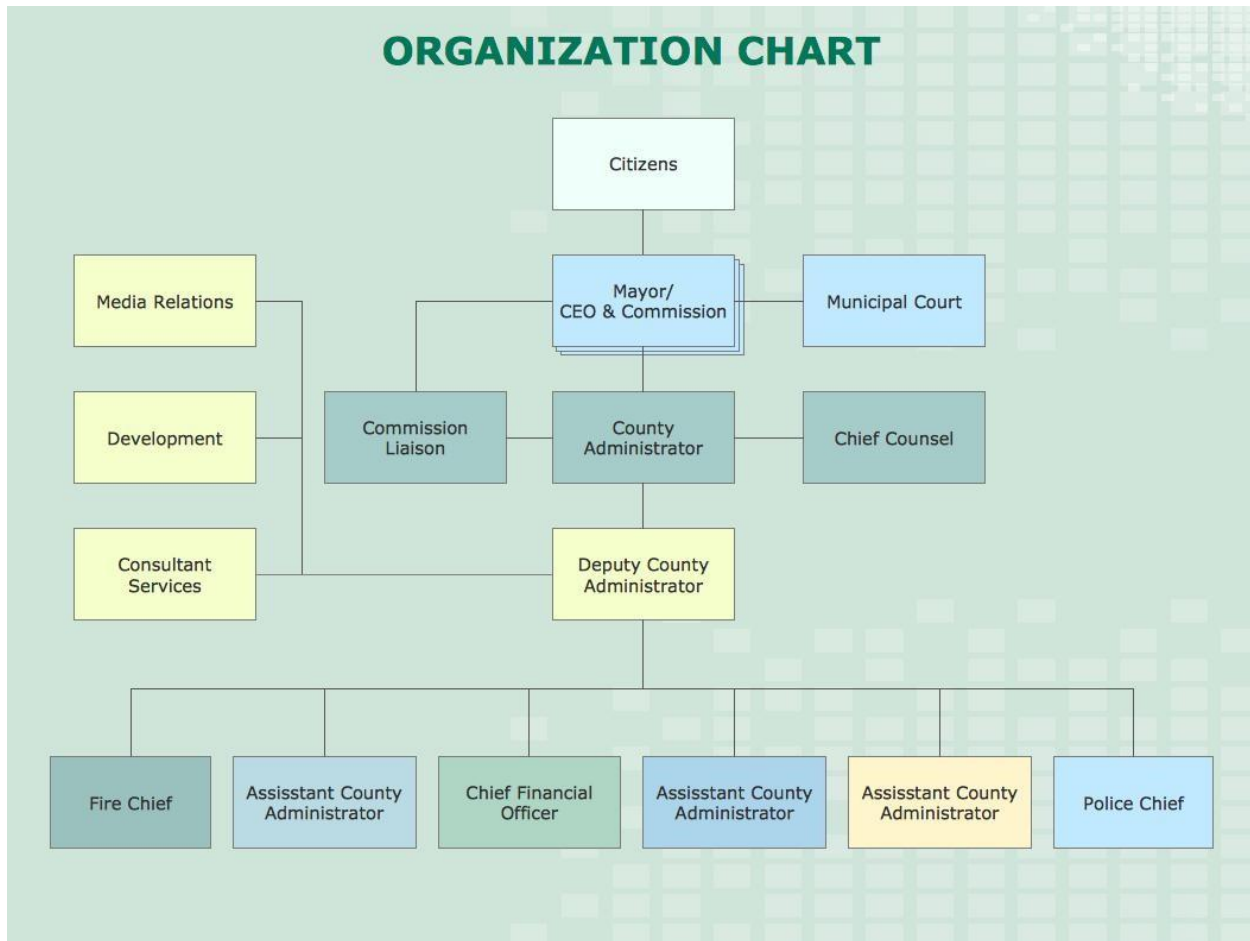 ORGANIZATION CHART
Citizens
Media Relations
Mayor/
CEO & Commission
Municipal Court
Development
Commission
Liaison
County
Administrator
Chief Counsel
Consultant
Services
Deputy County
Administrator
Fire Chief
Assisstant County
Administrator
Chief Financial
Officer
Assisstant County
Administrator
Assisstant County
Administrator
Police Chief